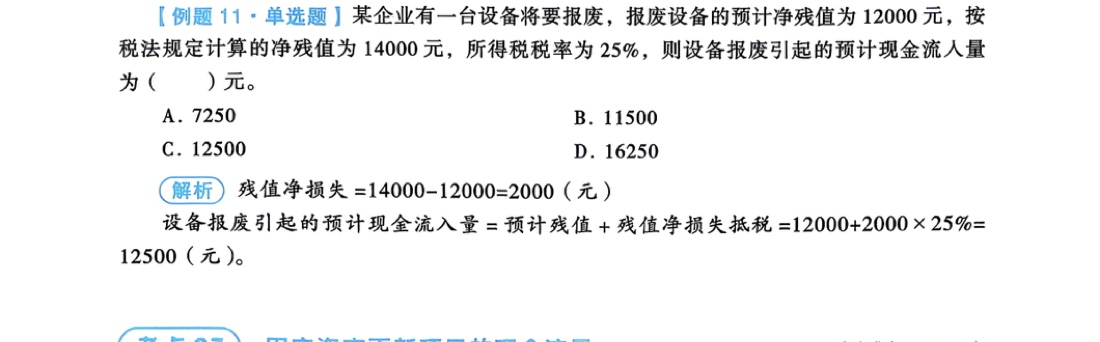 【例题 11·单选题】某企业有一台设备将要报废，报废设备的预计净残值为 12000 元，按
税法规定计算的净残值为 14000 元，所得税税率为 25%，则设备报废引起的预计现金流入量
为（　　）元。
A. 7250　B. 11500
C. 12500　D. 16250
解析 残值净损失 =14000-12000=2000（元）
设备报废引起的预计现金流入量 = 预计残值 + 残值净损失抵税 =12000+2000×25%=
12500（元）。